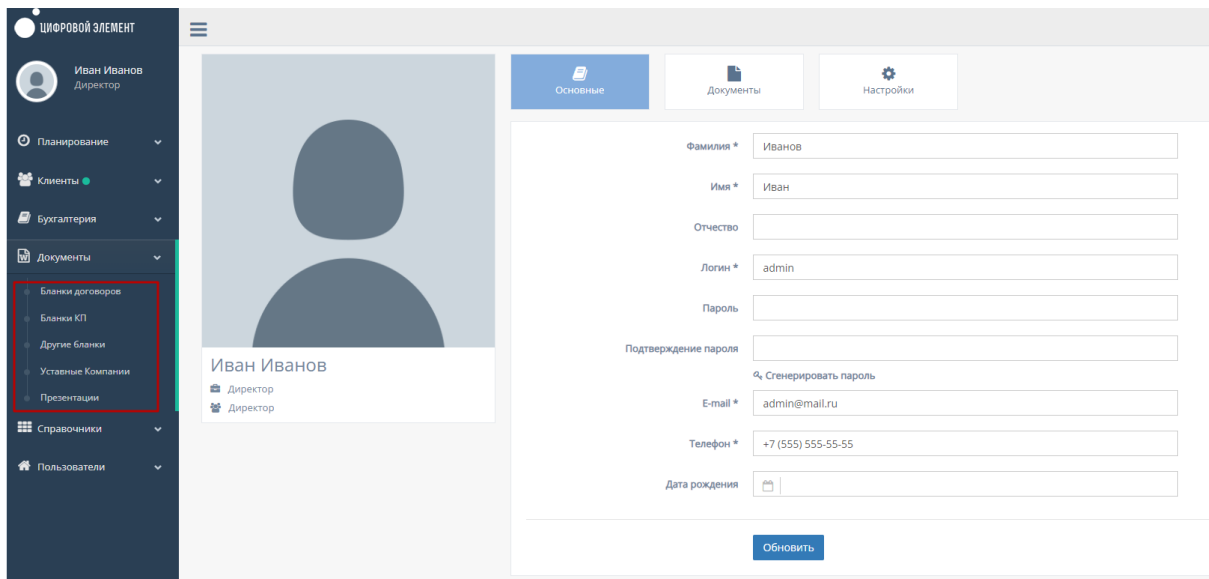 ЦИФРОВОЙ ЭЛЕМЕНТ
Иван Иванов
Директор
Планирование
Клиенты
Бухгалтерия
Документы
Бланки договоров
Бланки КП
Другие бланки
Уставные Компании
Презентации
Справочники
Пользователи
Иван Иванов
Директор
Директор
Основные
Документы
Настройки
Фамилия * Иванов
Имя * Иван
Отчество
Логин * admin
Пароль
Подтверждение пароля
Сгенерировать пароль
E-mail * admin@mail.ru
Телефон * +7 (555) 555-55-55
Дата рождения
Обновить